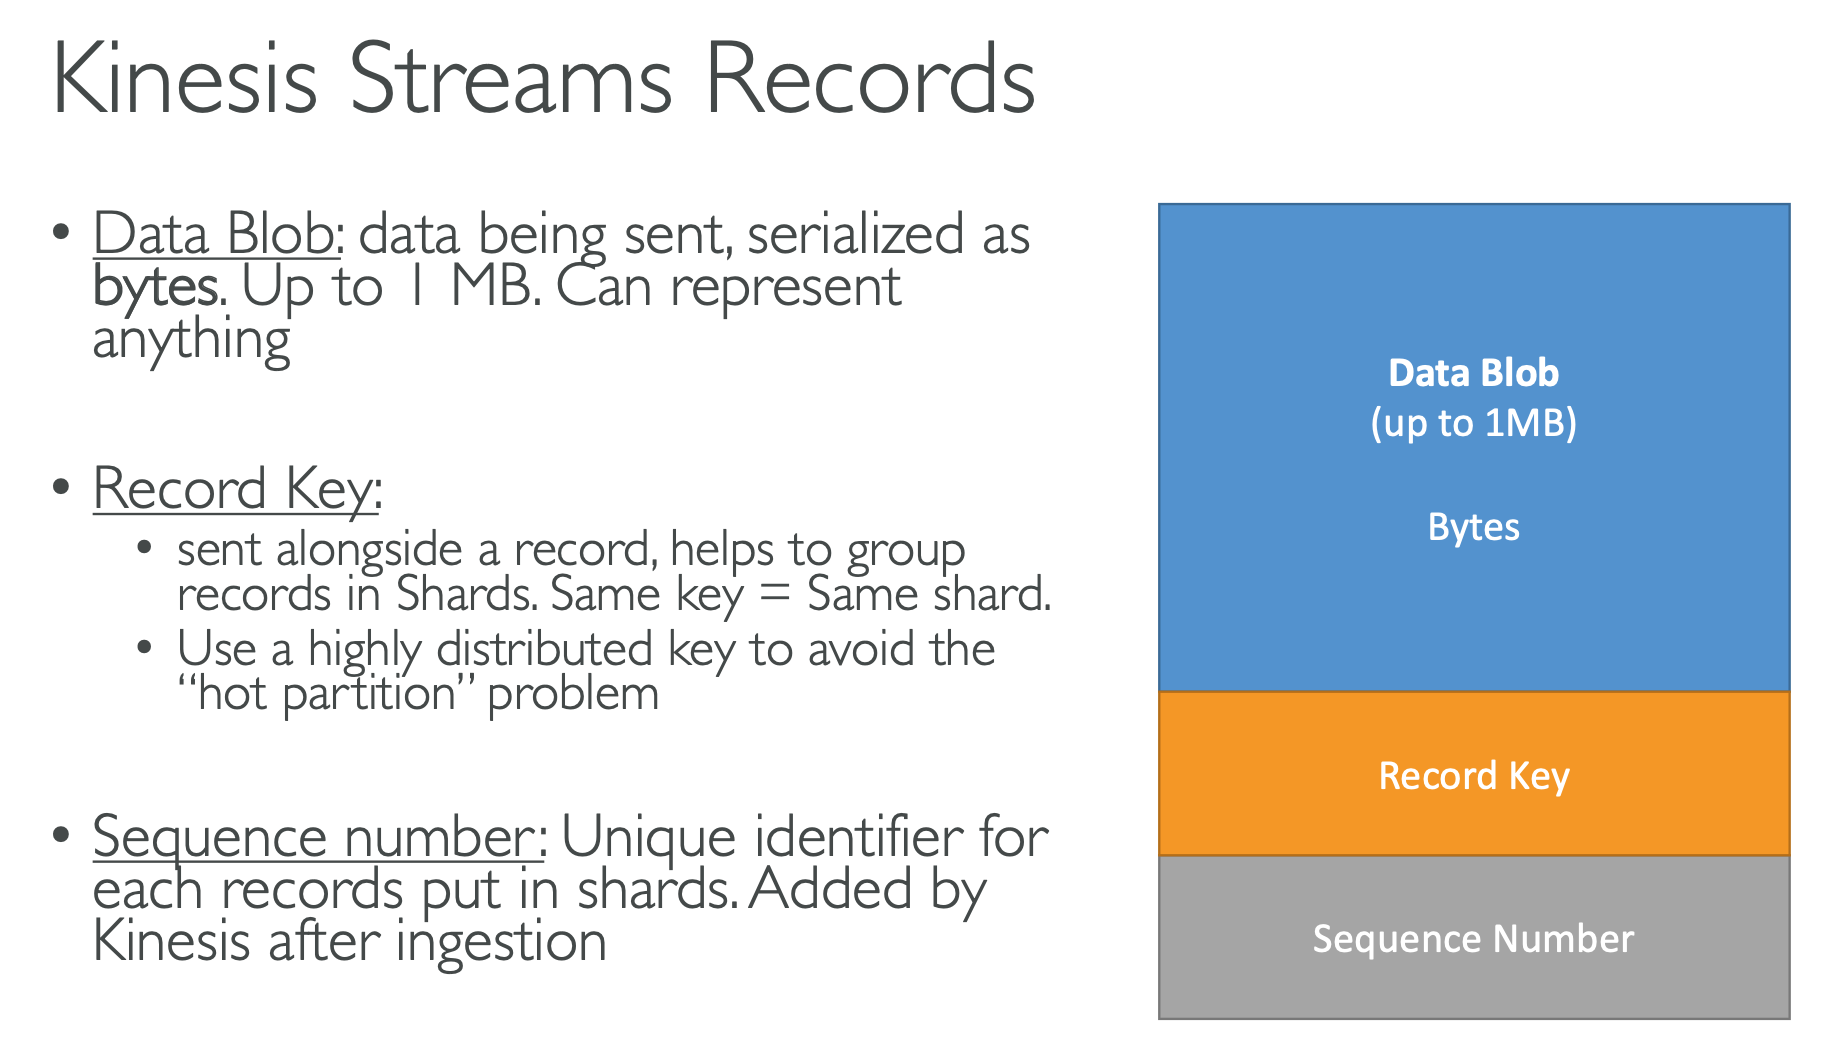 Kinesis Streams Records
• Data Blob: data being sent, serialized as
bytes. Up to 1 MB. Can represent
anything
• Record Key:
• sent alongside a record, helps to group
records in Shards. Same key = Same shard.
• Use a highly distributed key to avoid the
“hot partition” problem
• Sequence number: Unique identifier for
each records put in shards. Added by
Kinesis after ingestion
Data Blob
(up to 1MB)
Bytes
Record Key
Sequence Number